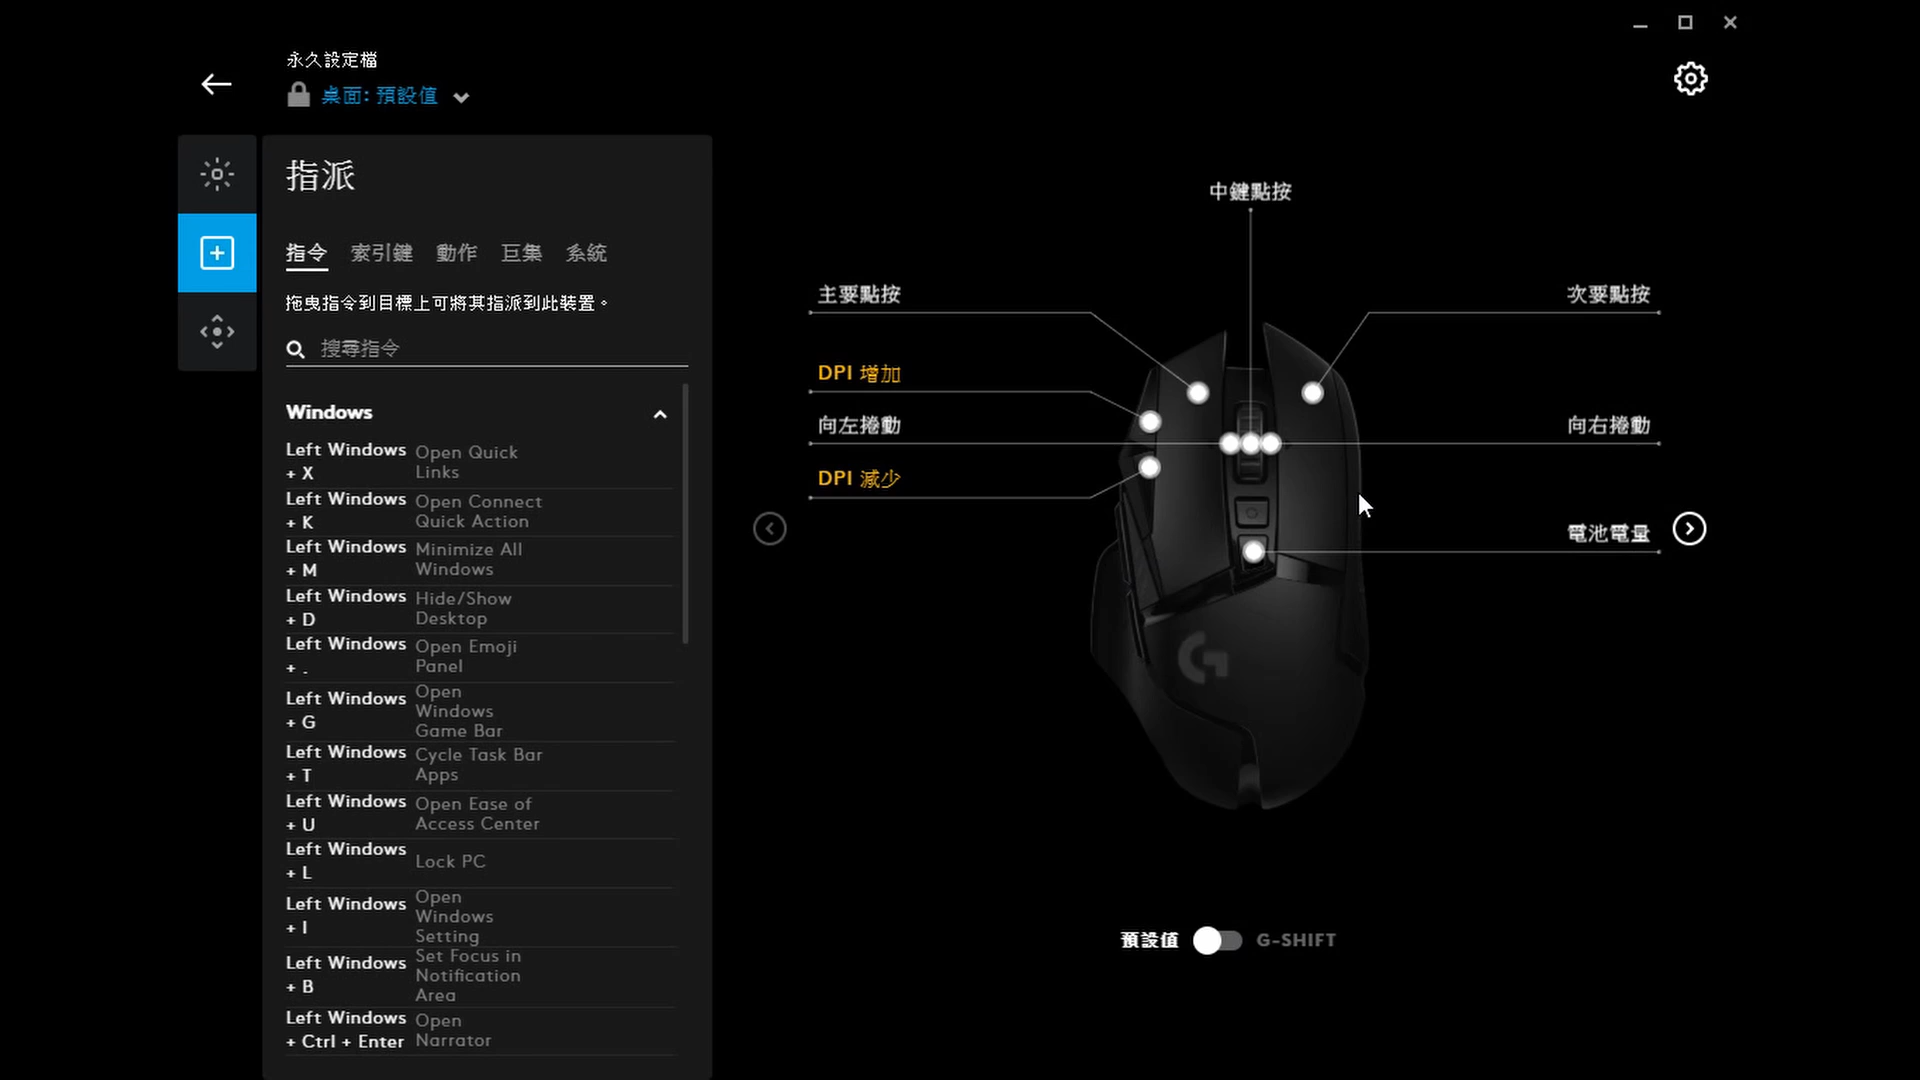 永久設定檔
桌面: 預設值
指派
指令 索引鍵 動作 巨集 系統
拖曳指令到目標上可將其指派到此裝置。
搜尋指令
Windows
Left Windows + X
Open Quick Links
Left Windows + K
Open Connect Quick Action
Left Windows + M
Minimize All Windows
Left Windows + D
Hide/Show Desktop
Left Windows + .
Open Emoji Panel
Left Windows + G
Open Windows Game Bar
Left Windows + T
Cycle Task Bar Apps
Left Windows + U
Open Ease of Access Center
Left Windows + L
Lock PC
Left Windows + I
Open Windows Setting
Left Windows + B
Set Focus in Notification Area
Left Windows + Ctrl + Enter
Open Narrator
中鍵點按
主要點按
次要點按
DPI 增加
向左捲動
向右捲動
DPI 減少
電池電量
預設值
G-SHIFT